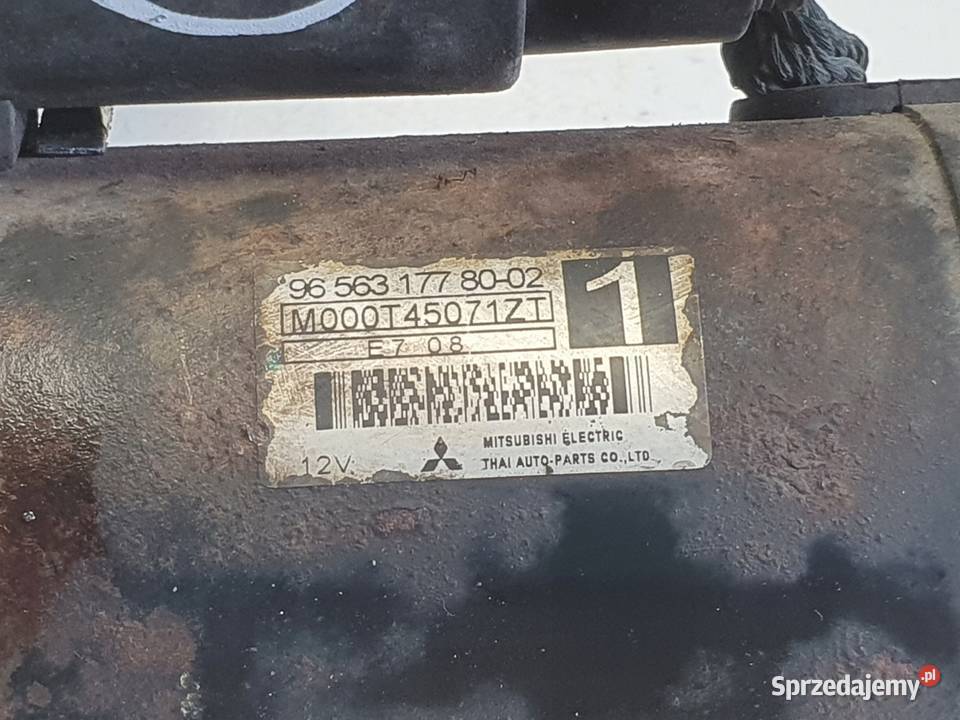 96 563 177 80-02
1
M000T45071ZT
E7 08
12V
MITSUBISHI ELECTRIC
THAI AUTO-PARTS CO.,LTD
Sprzedajemy.pl